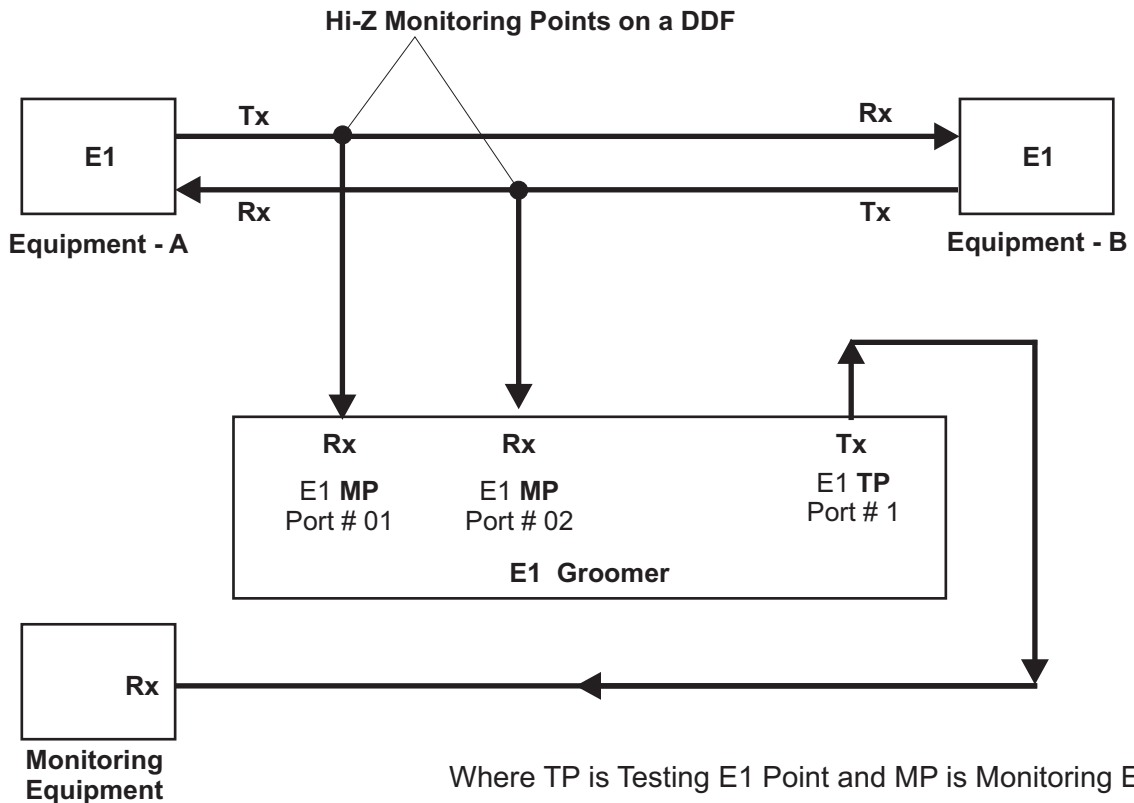 Hi-Z Monitoring Points on a DDF
Tx
Rx
E1
E1
Rx
Tx
Equipment - A
Equipment - B
Rx
Rx
Tx
E1 MP
Port # 01
E1 MP
Port # 02
E1 TP
Port # 1
E1 Groomer
Rx
Monitoring
Equipment
Where TP is Testing E1 Point and MP is Monitoring E